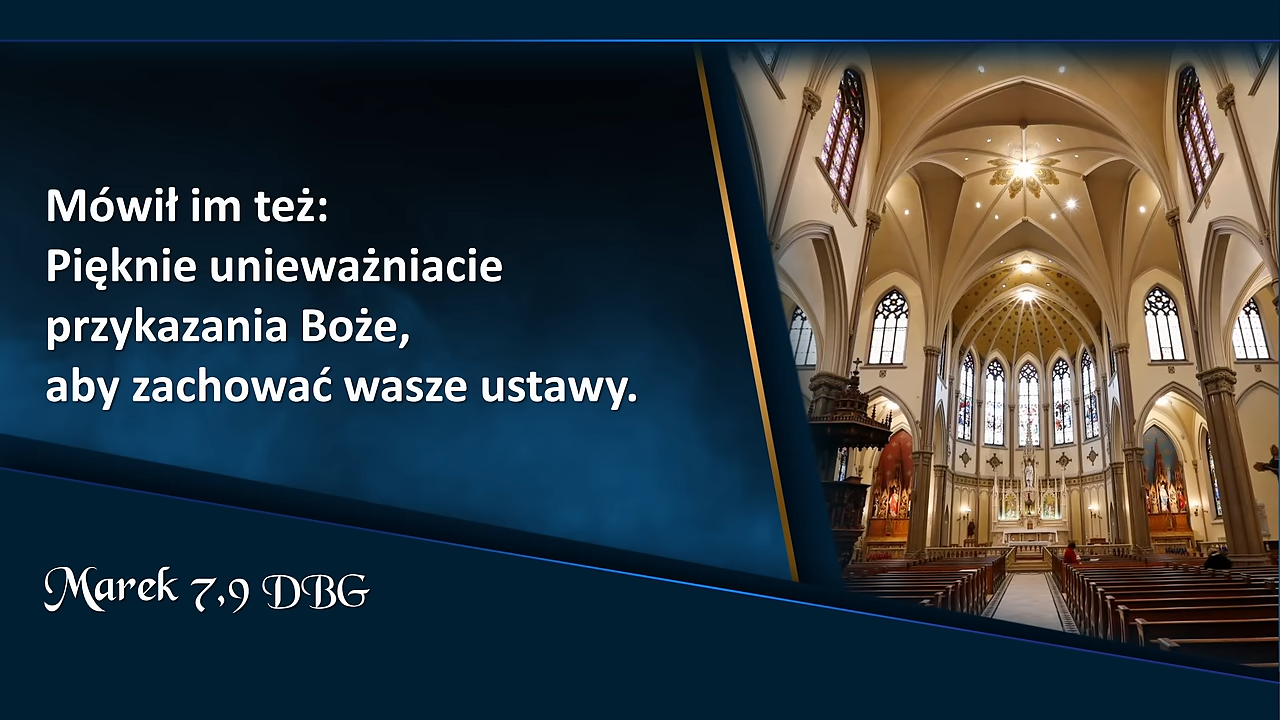 Mówił im też:
Pięknie unieważniacie
przykazania Boże,
aby zachować wasze ustawy.
Marek 7,9 DBG